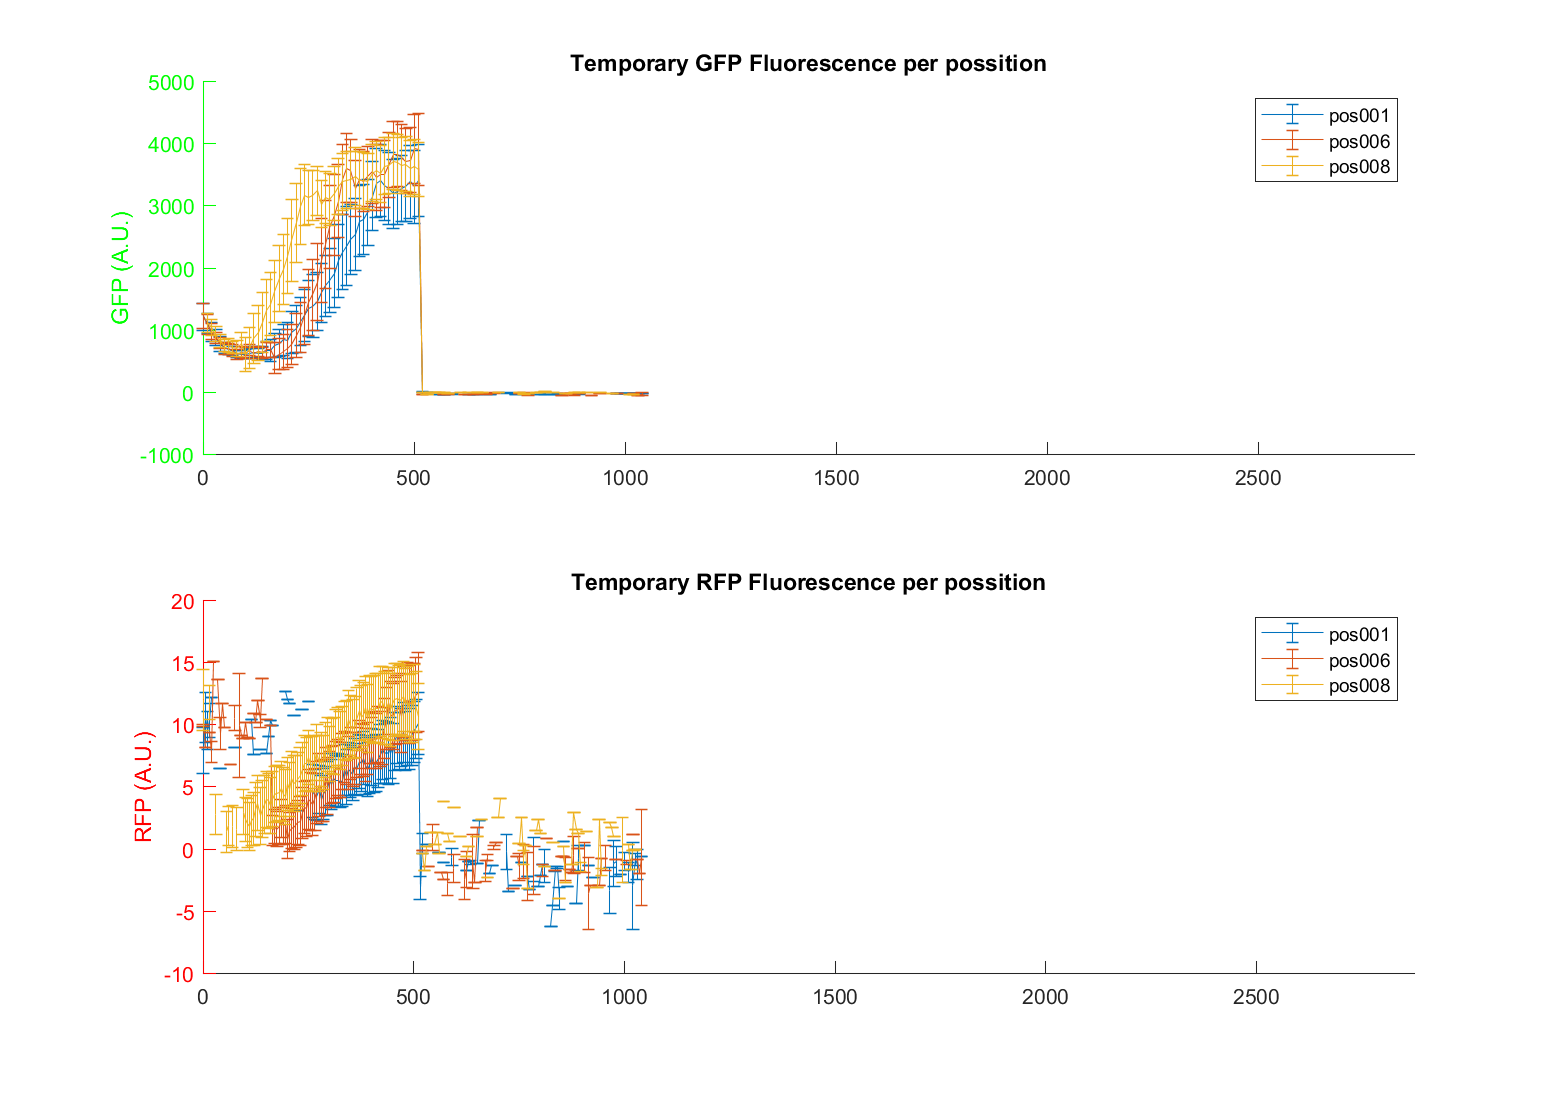 Temporary GFP Fluorescence per possition
GFP (A.U.)
5000
4000
3000
2000
1000
0
-1000
0 500 1000 1500 2000 2500
pos001
pos006
pos008
Temporary RFP Fluorescence per possition
RFP (A.U.)
20
15
10
5
0
-5
-10
0 500 1000 1500 2000 2500
pos001
pos006
pos008